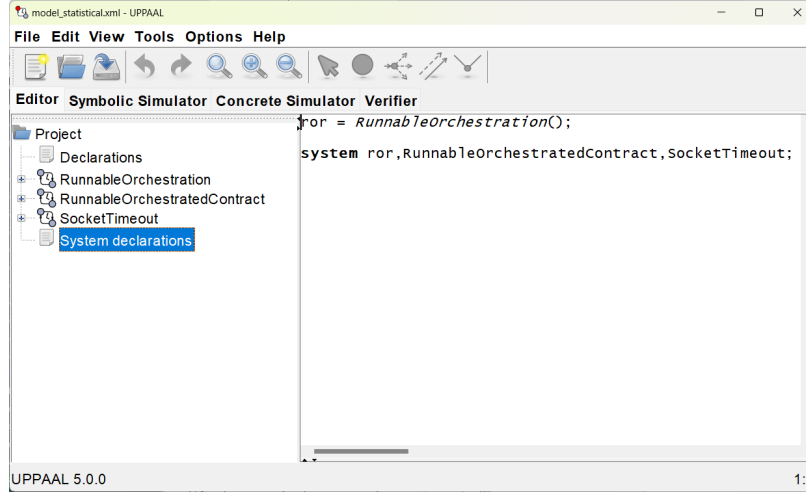 model_statistical.xml - UPPAAL
File Edit View Tools Options Help
Editor Symbolic Simulator Concrete Simulator Verifier
Project
Declarations
RunnableOrchestration
RunnableOrchestratedContract
SocketTimeout
System declarations
ror = RunnableOrchestration();
system ror,RunnableOrchestratedContract,SocketTimeout;
UPPAAL 5.0.0
1: